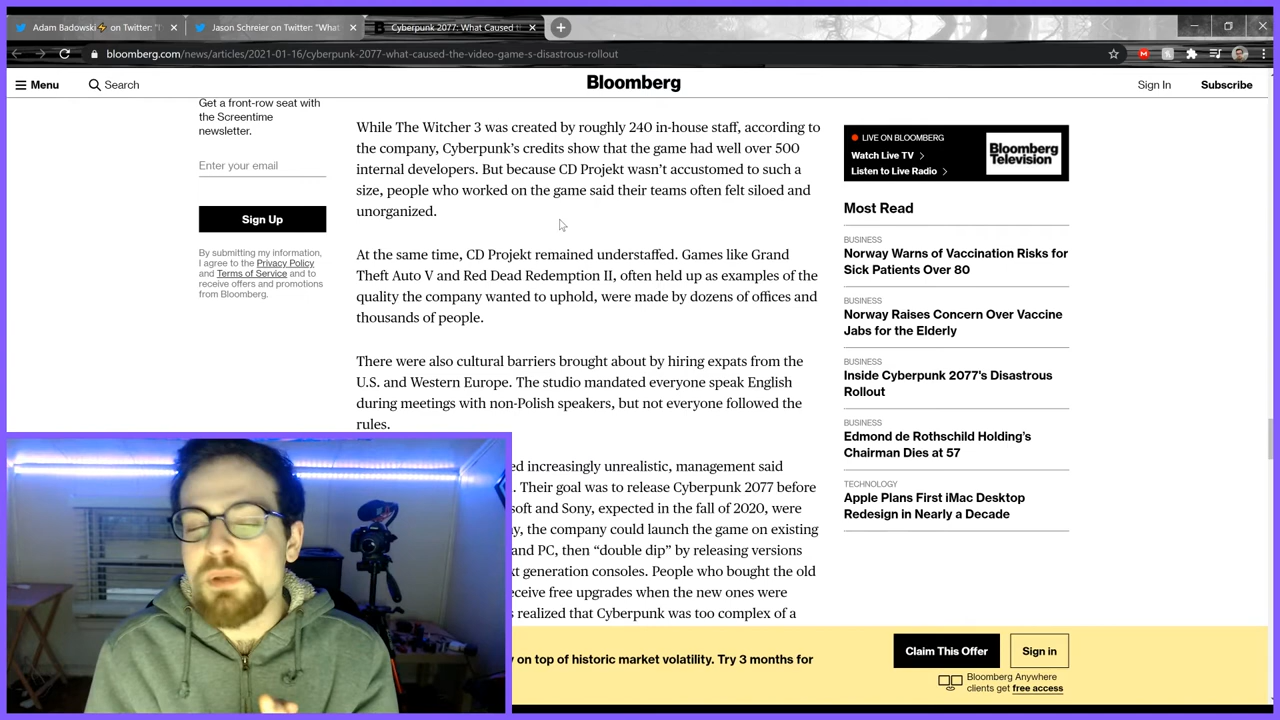 Adam Badowski⚡ on Twitter: "
Jason Schreier on Twitter: "What
Cyberpunk 2077: What Caused t
bloomberg.com/news/articles/2021-01-16/cyberpunk-2077-what-caused-the-video-game-s-disastrous-rollout
Menu
Search
Bloomberg
Sign In
Subscribe
Get a front-row seat with
the Screentime
newsletter.
Enter your email
Sign Up
By submitting my information,
I agree to the Privacy Policy
and Terms of Service and to
receive offers and promotions
from Bloomberg.
While The Witcher 3 was created by roughly 240 in-house staff, according to
the company, Cyberpunk's credits show that the game had well over 500
internal developers. But because CD Projekt wasn't accustomed to such a
size, people who worked on the game said their teams often felt siloed and
unorganized.
At the same time, CD Projekt remained understaffed. Games like Grand
Theft Auto V and Red Dead Redemption II, often held up as examples of the
quality the company wanted to uphold, were made by dozens of offices and
thousands of people.
There were also cultural barriers brought about by hiring expats from the
U.S. and Western Europe. The studio mandated everyone speak English
during meetings with non-Polish speakers, but not everyone followed the
rules.
ed increasingly unrealistic, management said
. Their goal was to release Cyberpunk 2077 before
soft and Sony, expected in the fall of 2020, were
y, the company could launch the game on existing
and PC, then "double dip" by releasing versions
xt generation consoles. People who bought the old
eceive free upgrades when the new ones were
s realized that Cyberpunk was too complex of a
LIVE ON BLOOMBERG
Watch Live TV
Listen to Live Radio
Bloomberg
Television
Most Read
BUSINESS
Norway Warns of Vaccination Risks for
Sick Patients Over 80
BUSINESS
Norway Raises Concern Over Vaccine
Jabs for the Elderly
BUSINESS
Inside Cyberpunk 2077's Disastrous
Rollout
BUSINESS
Edmond de Rothschild Holding's
Chairman Dies at 57
TECHNOLOGY
Apple Plans First iMac Desktop
Redesign in Nearly a Decade
y on top of historic market volatility. Try 3 months for
Claim This Offer
Sign in
Bloomberg Anywhere
clients get free access